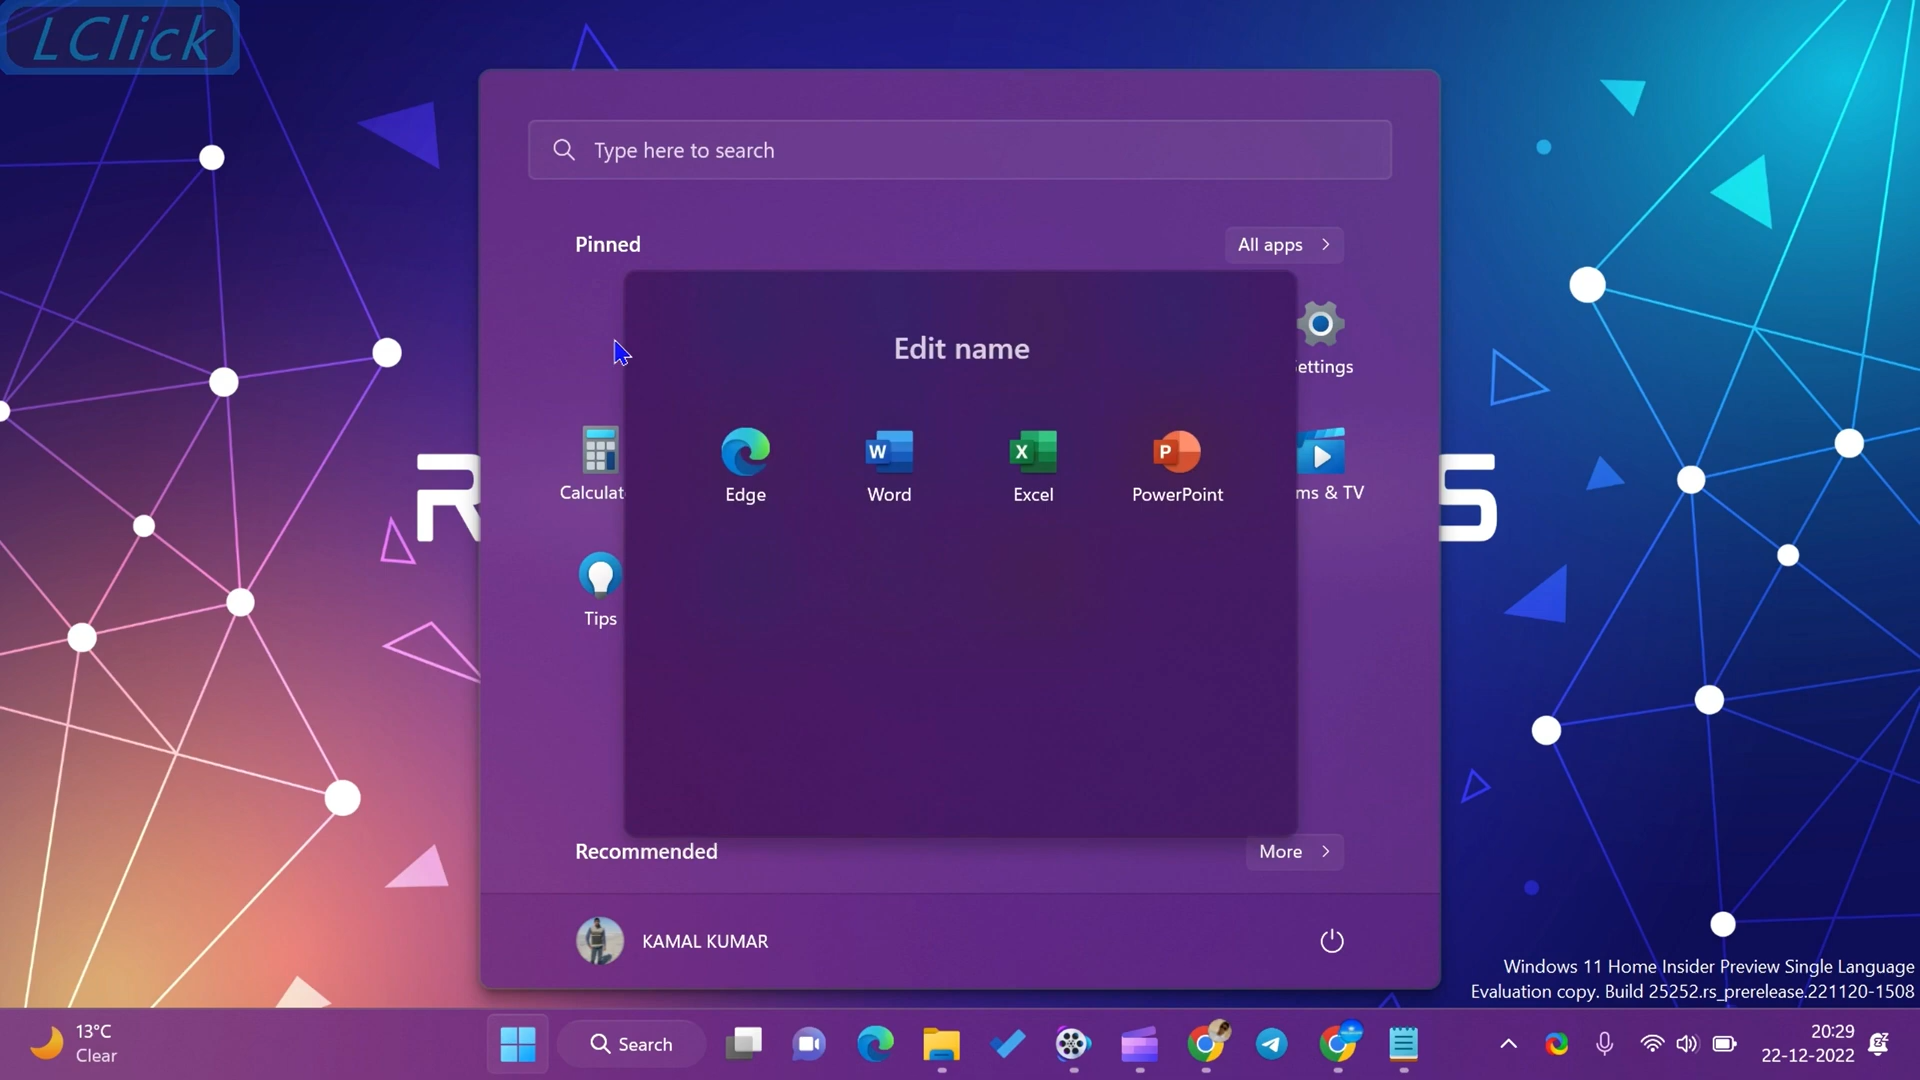 LClick
Type here to search
Pinned
All apps
Edit name
ettings
Edge
Word
Excel
PowerPoint
Calculat
ms & TV
R
S
Tips
Recommended
More
KAMAL KUMAR
Windows 11 Home Insider Preview Single Language
Evaluation copy. Build 25252.rs_prerelease.221120-1508
13°C
Clear
Search
20:29
22-12-2022